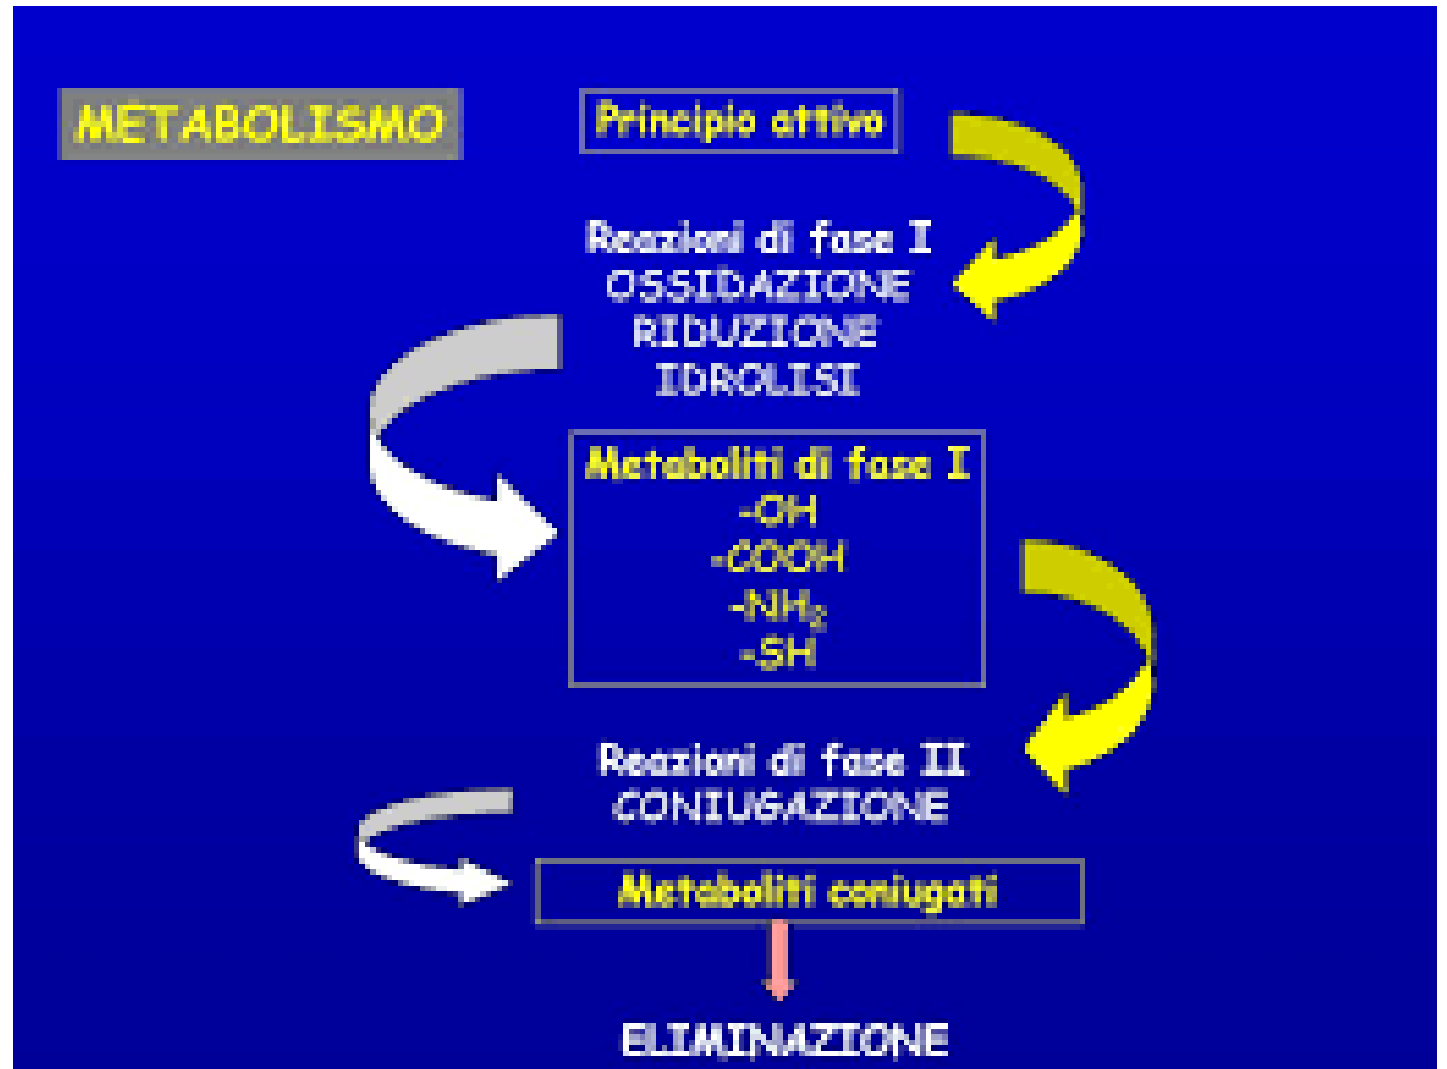 METABOLISMO
Principio attivo
Reazioni di fase I
OSSIDAZIONE
RIDUZIONE
IDROLISI
Metaboliti di fase I
-OH
-COOH
-NH₂
-SH
Reazioni di fase II
CONIUGAZIONE
Metaboliti coniugati
ELIMINAZIONE